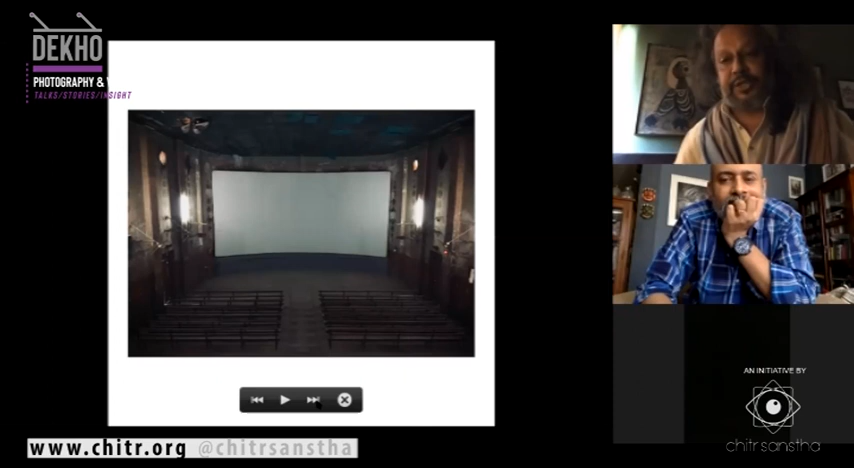 DEKHO
PHOTOGRAPHY &
TALKS/STORIES/INSIGHT
AN INITIATIVE BY
chitrsanstha
www.chitr.org @chitrsanstha